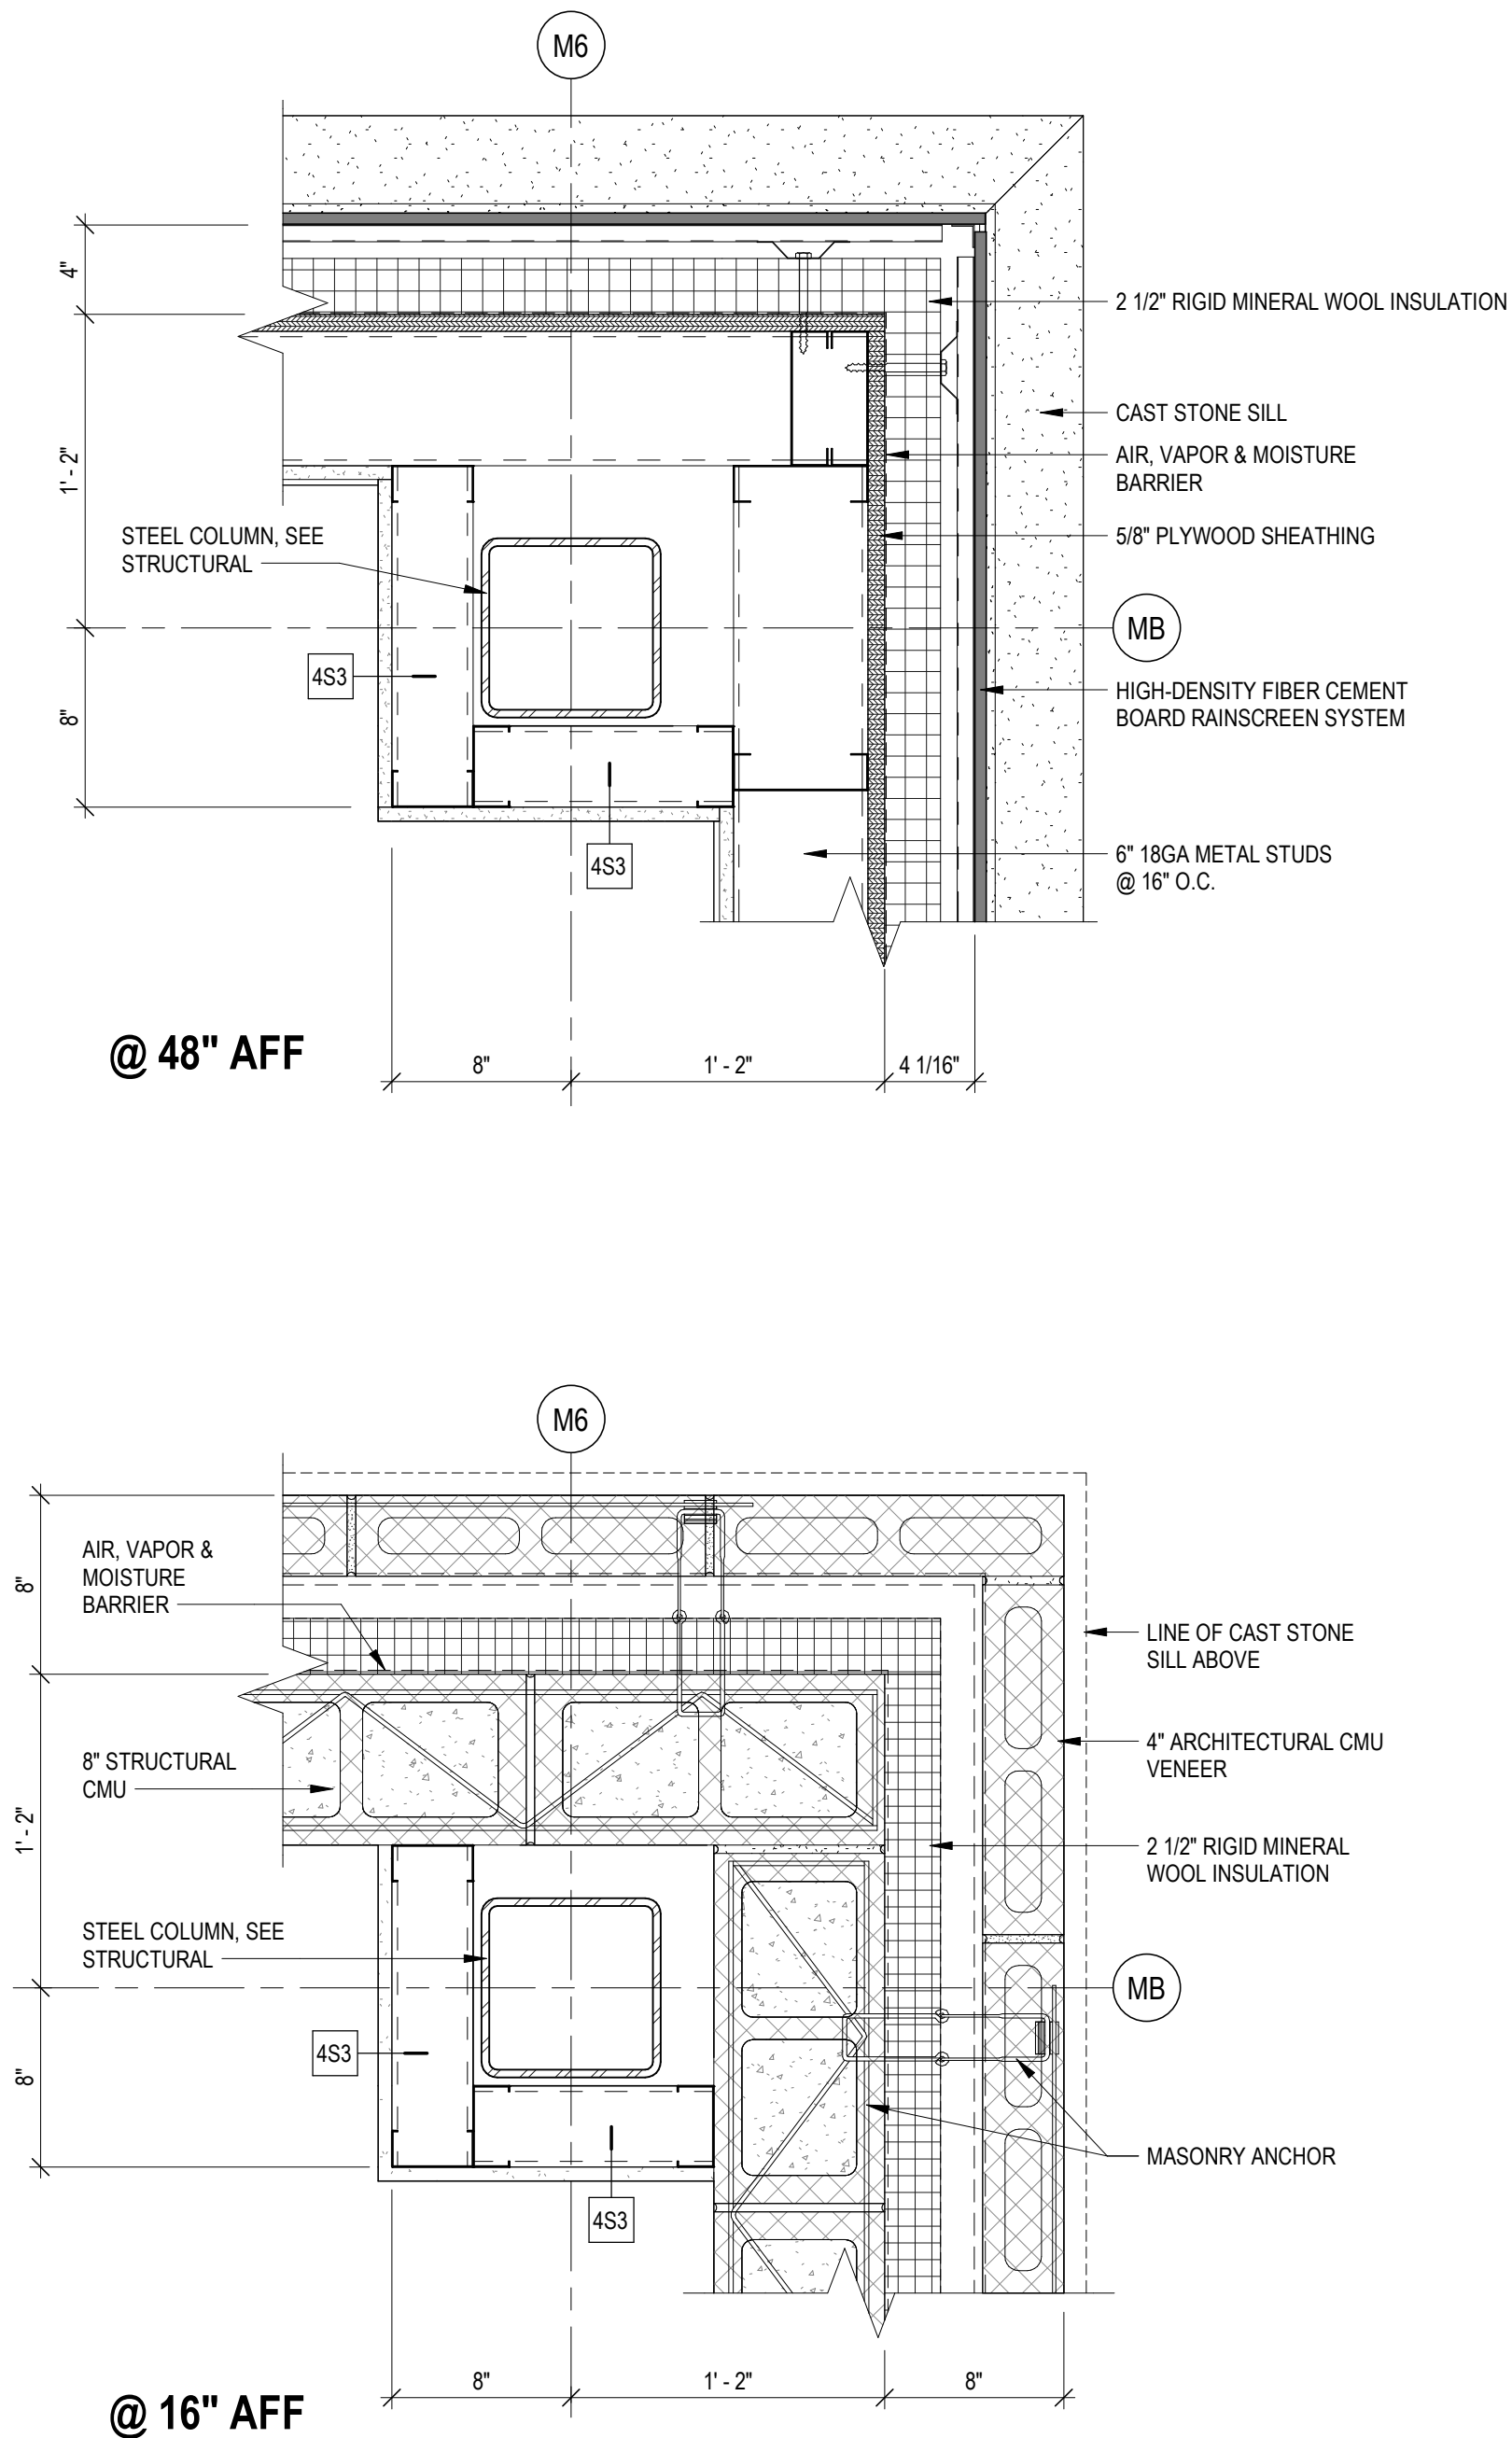 M6
4"
2 1/2" RIGID MINERAL WOOL INSULATION
CAST STONE SILL
AIR, VAPOR & MOISTURE
BARRIER
1' - 2"
STEEL COLUMN, SEE
STRUCTURAL
5/8" PLYWOOD SHEATHING
MB
4S3
HIGH-DENSITY FIBER CEMENT
BOARD RAINSCREEN SYSTEM
8"
4S3
6" 18GA METAL STUDS
@ 16" O.C.
@ 48" AFF
8"
1' - 2"
4 1/16"
M6
AIR, VAPOR &
MOISTURE
BARRIER
8"
LINE OF CAST STONE
SILL ABOVE
8" STRUCTURAL
CMU
4" ARCHITECTURAL CMU
VENEER
1' - 2"
2 1/2" RIGID MINERAL
WOOL INSULATION
STEEL COLUMN, SEE
STRUCTURAL
MB
4S3
8"
MASONRY ANCHOR
4S3
8"
1' - 2"
8"
@ 16" AFF